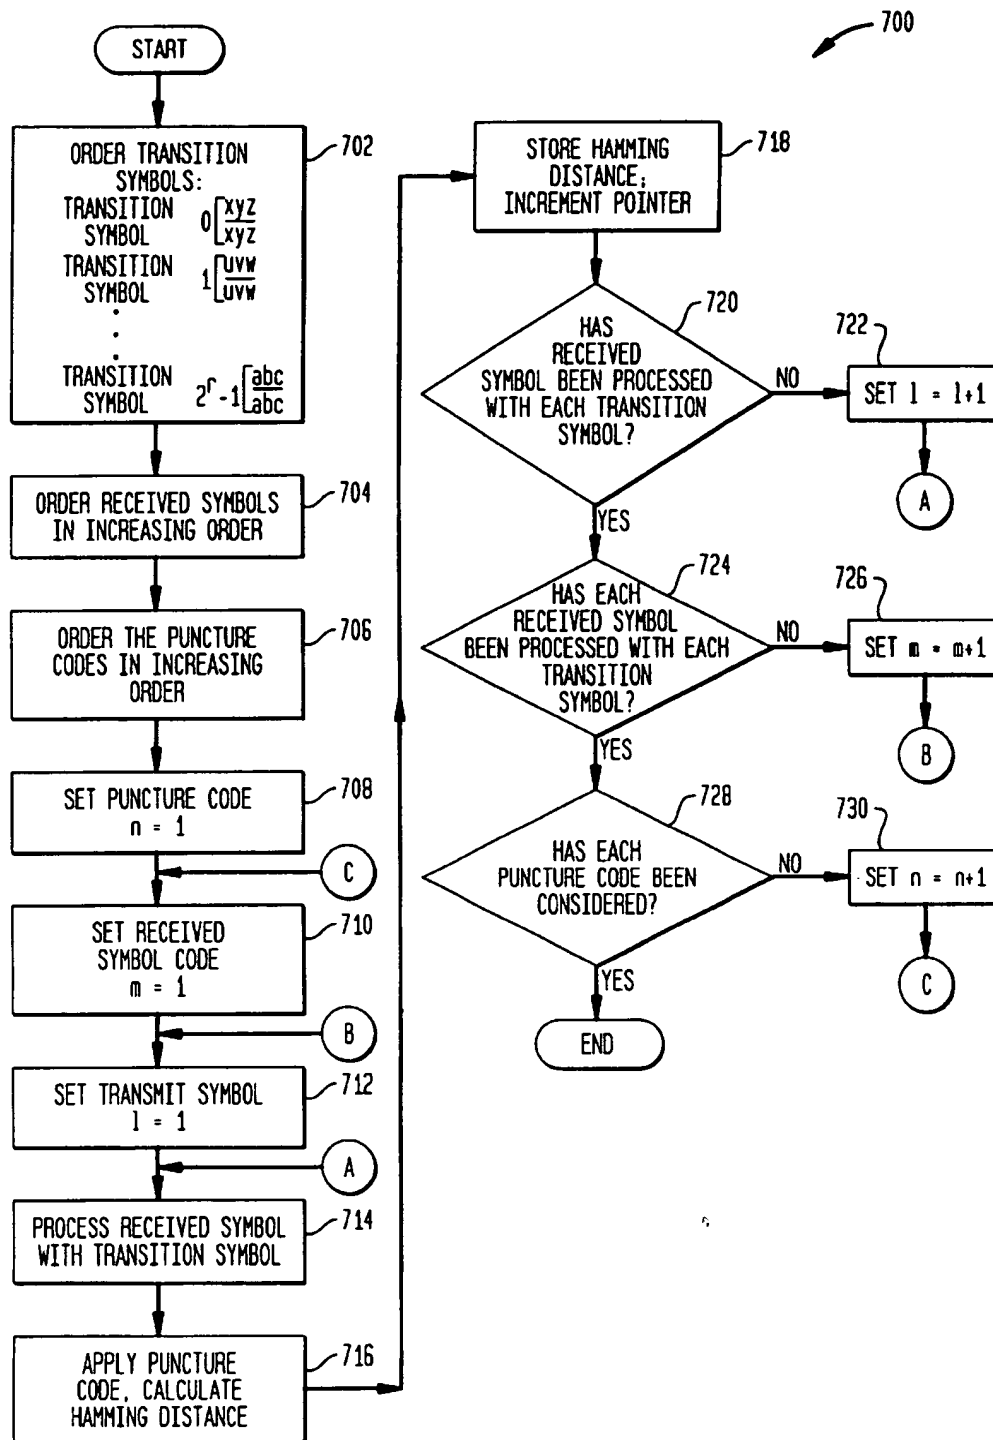 700
START
702
ORDER TRANSITION
SYMBOLS:
TRANSITION
SYMBOL
0[xyz
xyz
TRANSITION
SYMBOL
1[uvw
uvw
.
.
.
TRANSITION
SYMBOL
2^r-1[abc
abc
704
ORDER RECEIVED SYMBOLS
IN INCREASING ORDER
706
ORDER THE PUNCTURE
CODES IN INCREASING
ORDER
708
SET PUNCTURE CODE
n = 1
C
710
SET RECEIVED
SYMBOL CODE
m = 1
B
712
SET TRANSMIT SYMBOL
l = 1
A
714
PROCESS RECEIVED SYMBOL
WITH TRANSITION SYMBOL
716
APPLY PUNCTURE
CODE, CALCULATE
HAMMING DISTANCE
718
STORE HAMMING
DISTANCE;
INCREMENT POINTER
720
HAS
RECEIVED
SYMBOL BEEN PROCESSED
WITH EACH TRANSITION
SYMBOL?
NO
722
SET l = l+1
A
YES
724
HAS EACH
RECEIVED SYMBOL
BEEN PROCESSED WITH EACH
TRANSITION
SYMBOL?
NO
726
SET m = m+1
B
YES
728
HAS EACH
PUNCTURE CODE BEEN
CONSIDERED?
NO
730
SET n = n+1
C
YES
END